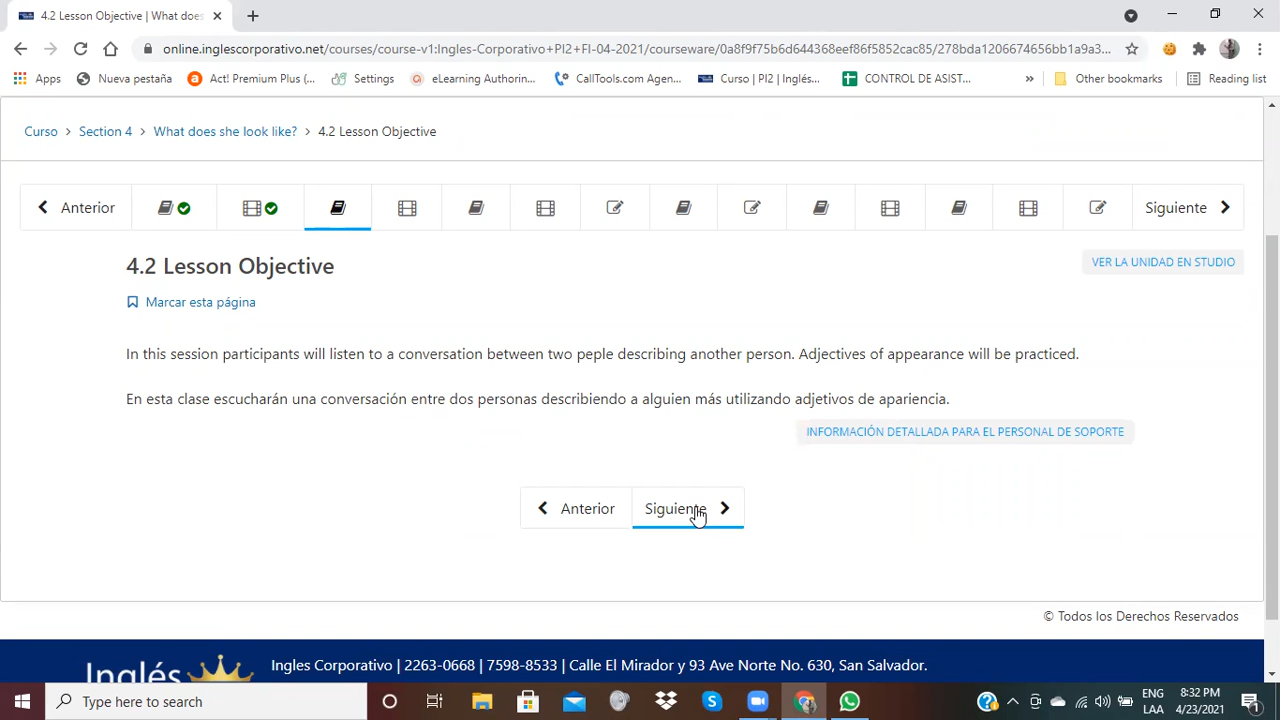 4.2 Lesson Objective | What does
online.inglescorporativo.net/courses/course-v1:Ingles-Corporativo+PI2+FI-04-2021/courseware/0a8f9f75b6d644368eef86f5852cac85/278bda1206674656bb1a9a3...
Apps Nueva pestaña Act! Premium Plus (... Settings eLearning Authorin... CallTools.com Agen... Curso | PI2 | Inglés... CONTROL DE ASIST... » Other bookmarks Reading list
Curso > Section 4 > What does she look like? > 4.2 Lesson Objective
Anterior Siguiente
4.2 Lesson Objective
VER LA UNIDAD EN STUDIO
Marcar esta página
In this session participants will listen to a conversation between two peple describing another person. Adjectives of appearance will be practiced.
En esta clase escucharán una conversación entre dos personas describiendo a alguien más utilizando adjetivos de apariencia.
INFORMACIÓN DETALLADA PARA EL PERSONAL DE SOPORTE
Anterior Siguiente
© Todos los Derechos Reservados
Inglés
Ingles Corporativo | 2263-0668 | 7598-8533 | Calle El Mirador y 93 Ave Norte No. 630, San Salvador.
Type here to search
ENG 8:32 PM
LAA 4/23/2021
1